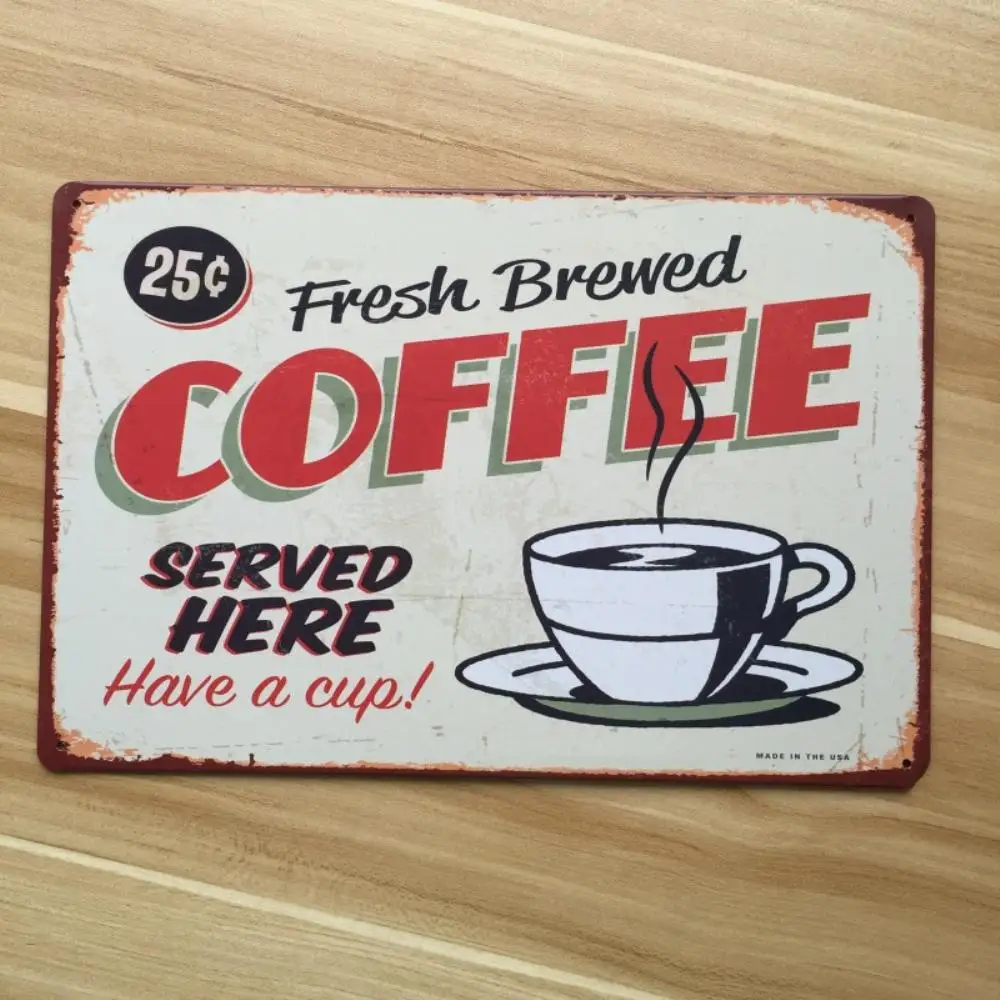 25¢
Fresh Brewed
COFFEE
SERVED
HERE
Have a cup!
MADE IN THE USA